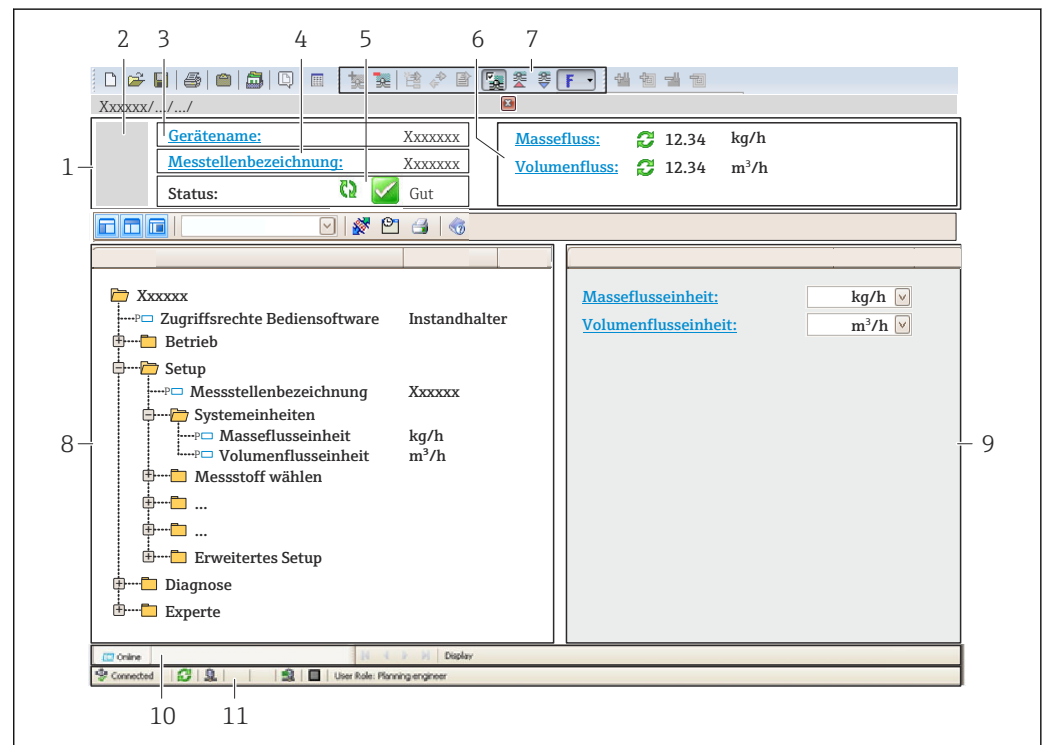 2 3 4 5 6 7
F
Xxxxxx/.../.../
1
Gerätename: Xxxxxxx
Messtellenbezeichnung: Xxxxxxx
Status: Gut
Massefluss: 12.34 kg/h
Volumenfluss: 12.34 m³/h
Xxxxxx
P Zugriffsrechte Bediensoftware Instandhalter
Betrieb
Setup
P Messstellenbezeichnung Xxxxxx
Systemeinheiten
P Masseflusseinheit kg/h
P Volumenflusseinheit m³/h
Messstoff wählen
...
...
Erweitertes Setup
Diagnose
Experte
8
Masseflusseinheit: kg/h
Volumenflusseinheit: m³/h
9
Online Display
Connected User Role: Planning engineer
10 11